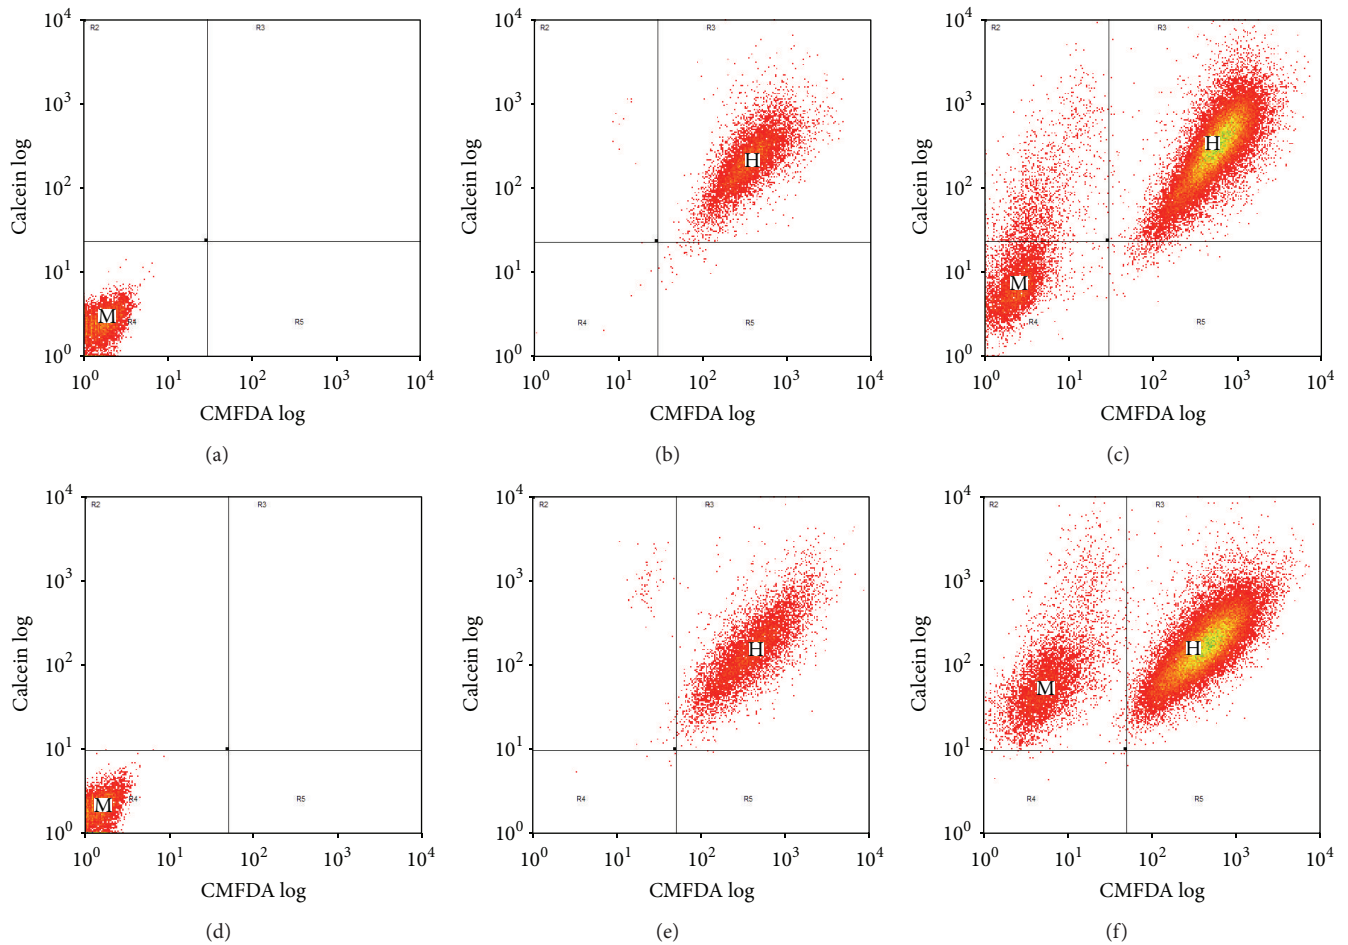 10⁴ 10³ 10² 10¹ 10⁰
Calcein log
R2 R3
M R4 R5
10⁰ 10¹ 10² 10³ 10⁴
CMFDA log
(a)
10⁴ 10³ 10² 10¹ 10⁰
Calcein log
R2 R3
H
R4 R5
10⁰ 10¹ 10² 10³ 10⁴
CMFDA log
(b)
10⁴ 10³ 10² 10¹ 10⁰
Calcein log
R2 R3
H
M
R4 R5
10⁰ 10¹ 10² 10³ 10⁴
CMFDA log
(c)
10⁴ 10³ 10² 10¹ 10⁰
Calcein log
R2 R3
M R4 R5
10⁰ 10¹ 10² 10³ 10⁴
CMFDA log
(d)
10⁴ 10³ 10² 10¹ 10⁰
Calcein log
R2 R3
H
R4 R5
10⁰ 10¹ 10² 10³ 10⁴
CMFDA log
(e)
10⁴ 10³ 10² 10¹ 10⁰
Calcein log
R2 R3
H
M
R4 R5
10⁰ 10¹ 10² 10³ 10⁴
CMFDA log
(f)